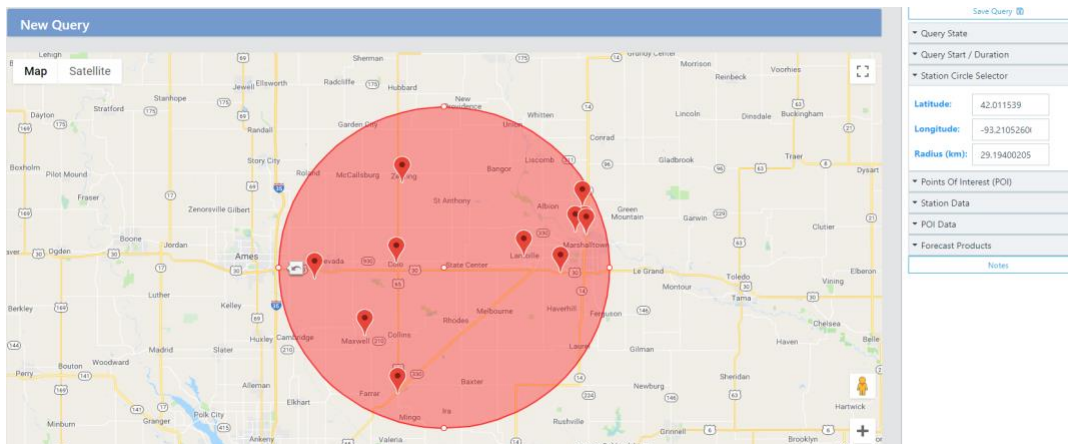 New Query
Map
Satellite
Lehigh
Sherman
Grundy Center
Morrison
Voorhies
Reinbeck
Ellsworth
Jewell
Radcliffe
Hubbard
Stanhope
New
Providence
Whitten
Lincoln
Dinsdale
Buckingham
Dayton
Stratford
Randall
Garden City
Union
Conrad
Story City
Boxholm
Pilot Mound
Roland
McCallsburg
Zearing
Bangor
Liscomb
Gladbrook
Traer
Dysart
Fraser
Zenorsville
Gilbert
St Anthony
Albion
Green
Mountain
Garwin
Clutier
Boone
Jordan
Ogden
Ames
Marshalltown
State Center
Le Grand
Toledo
Elberon
Luther
Montour
Tama
Vining
Berkley
Kelley
Melbourne
Haverhill
Ferguson
Rhodes
Chelsea
Huxley
Cambridge
Collins
Maxwell
Laurel
Gilman
Haven
Belle
Madrid
Slater
Woodward
Bouton
Perry
Alleman
Baxter
Newburg
Sheridan
Farrar
Elkhart
Hartwick
Polk City
Mingo
Ira
Minburn
Granger
Rushville
Ankeny
Valeria
Grinnell
Brooklyn
Save Query
Query State
Query Start / Duration
Station Circle Selector
Latitude:
42.011539
Longitude:
-93.2105260
Radius (km):
29.19400205
Points Of Interest (POI)
Station Data
POI Data
Forecast Products
Notes